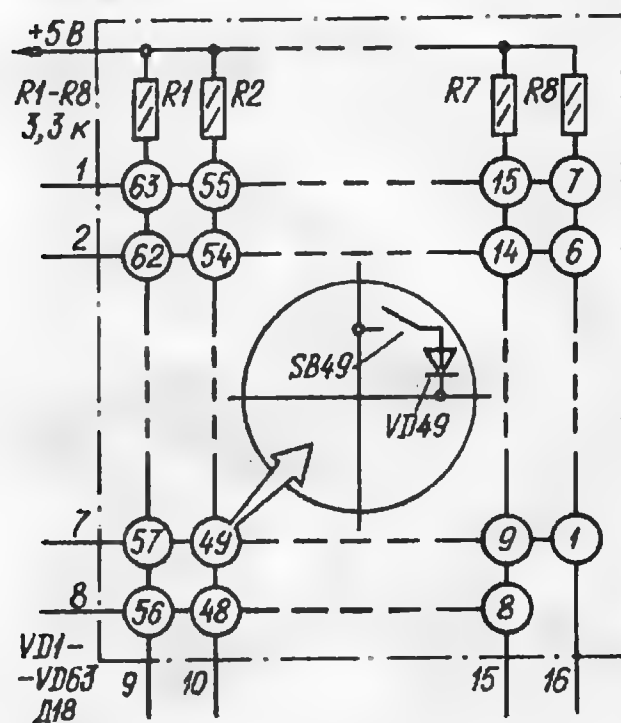 +5 В
R1-R8
3,3 к
R1 R2 R7 R8
1 63 55 15 7
2 62 54 14 6
SB49
VD49
7 57 49 9 1
8 56 48 8
VD1-
-VD63
Д18
9 10 15 16